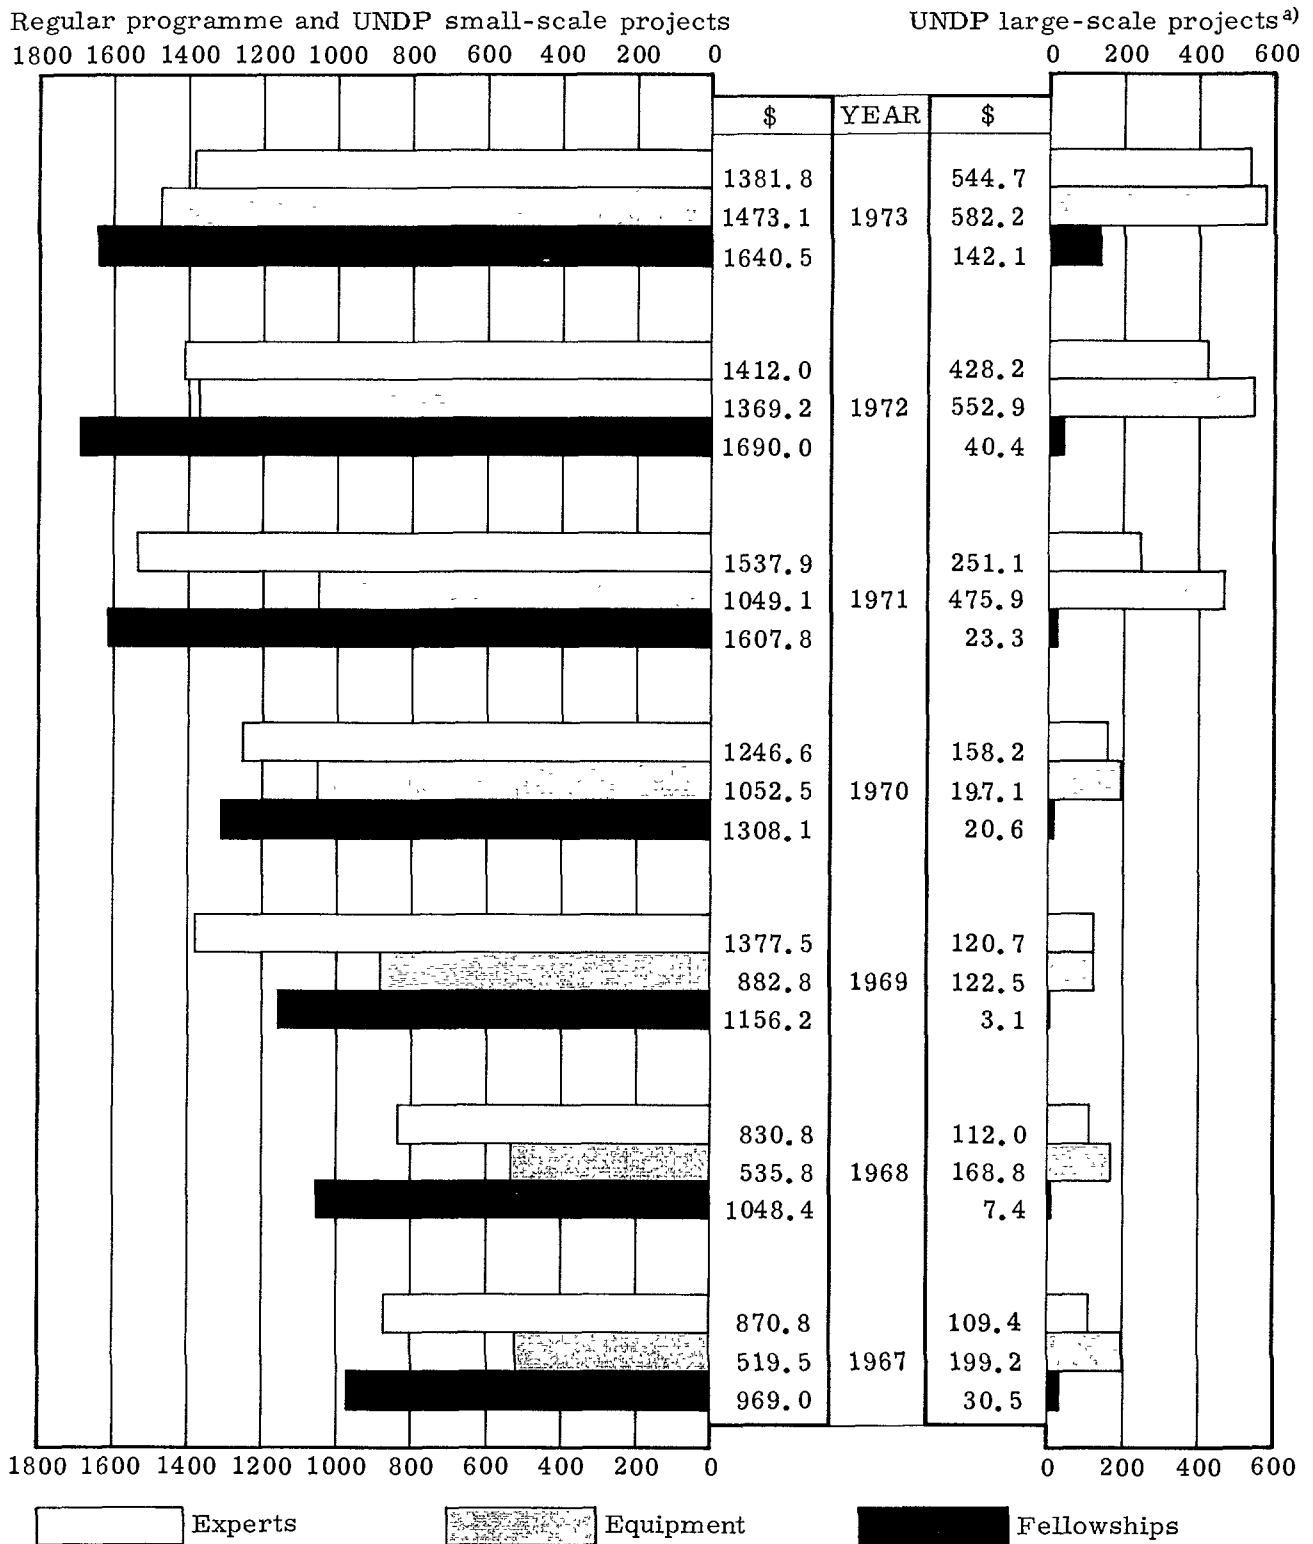 Regular programme and UNDP small-scale projects UNDP large-scale projects a)
1800 1600 1400 1200 1000 800 600 400 200 0 0 200 400 600
$ YEAR $
1381.8 544.7
1473.1 1973 582.2
1640.5 142.1
1412.0 428.2
1369.2 1972 552.9
1690.0 40.4
1537.9 251.1
1049.1 1971 475.9
1607.8 23.3
1246.6 158.2
1052.5 1970 197.1
1308.1 20.6
1377.5 120.7
882.8 1969 122.5
1156.2 3.1
830.8 112.0
535.8 1968 168.8
1048.4 7.4
870.8 109.4
519.5 1967 199.2
969.0 30.5
1800 1600 1400 1200 1000 800 600 400 200 0 0 200 400 600
Experts Equipment Fellowships